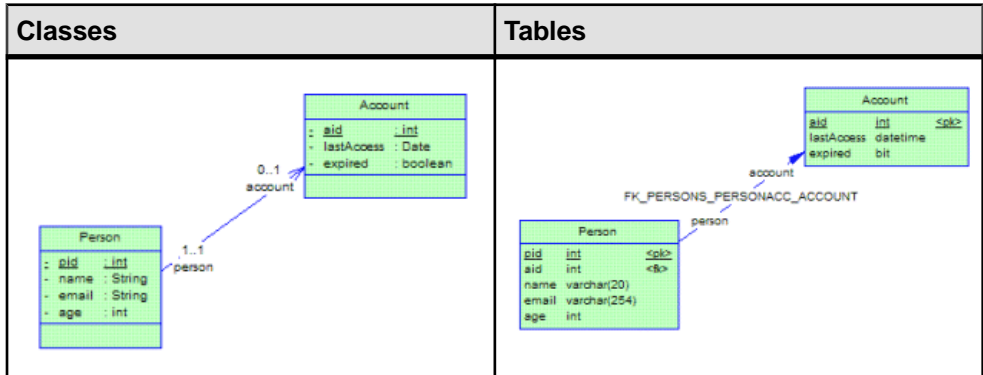 Classes
Tables
Account
- aid : int
- lastAccess : Date
- expired : boolean
0..1
account
Person
- pid : int
- name : String
- email : String
- age : int
1..1
person
Account
aid int <pk>
lastAccess datetime
expired bit
account
FK_PERSONS_PERSONACC_ACCOUNT
person
Person
pid int <pk>
aid int <fk>
name varchar(20)
email varchar(254)
age int